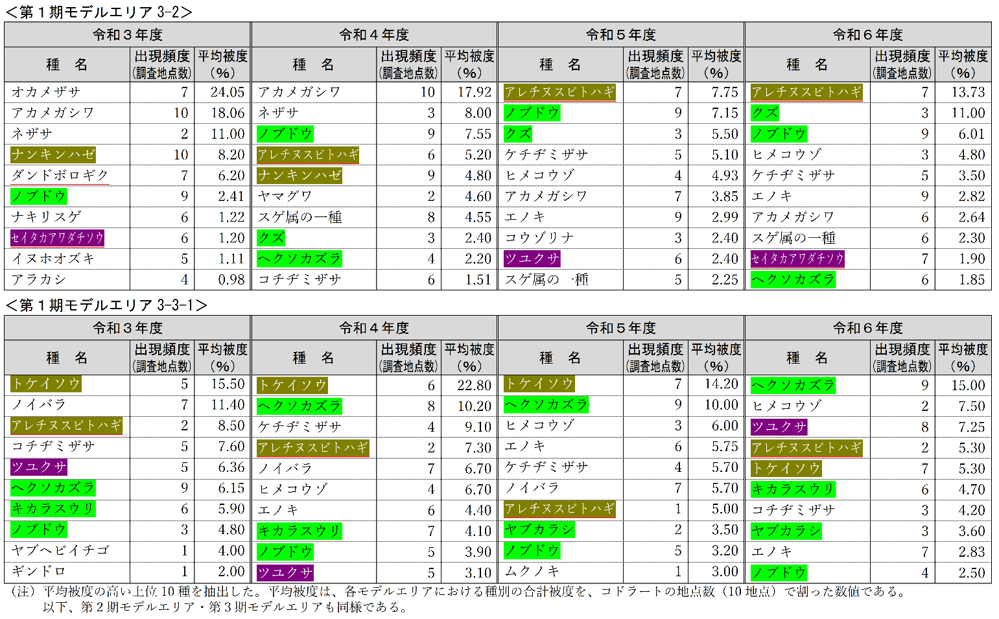 ＜第１期モデルエリア 3-2＞
令和３年度 令和４年度 令和５年度 令和６年度
種　名 出現頻度 (調査地点数) 平均被度 (％) 種　名 出現頻度 (調査地点数) 平均被度 (％) 種　名 出現頻度 (調査地点数) 平均被度 (％) 種　名 出現頻度 (調査地点数) 平均被度 (％)
オカメザサ 7 24.05 アカメガシワ 10 17.92 アレチヌスビトハギ 7 7.75 アレチヌスビトハギ 7 13.73
アカメガシワ 10 18.06 ネザサ 3 8.00 ノブドウ 9 7.15 クズ 3 11.00
ネザサ 2 11.00 ノブドウ 9 7.55 クズ 3 5.50 ノブドウ 9 6.01
ナンキンハゼ 10 8.20 アレチヌスビトハギ 6 5.20 ケチヂミザサ 5 5.10 ヒメコウゾ 3 4.80
ダンドボロギク 7 6.20 ナンキンハゼ 9 4.80 ヒメコウゾ 4 4.93 ケチヂミザサ 5 3.50
ノブドウ 9 2.41 ヤマグワ 2 4.60 アカメガシワ 7 3.85 エノキ 9 2.82
ナキリスゲ 6 1.22 スゲ属の一種 8 4.55 エノキ 9 2.99 アカメガシワ 6 2.64
セイタカアワダチソウ 6 1.20 クズ 3 2.40 コウゾリナ 3 2.40 スゲ属の一種 6 2.30
イヌホオズキ 5 1.11 ヘクソカズラ 4 2.20 ツユクサ 6 2.40 セイタカアワダチソウ 7 1.90
アラカシ 4 0.98 コチヂミザサ 6 1.51 スゲ属の一種 5 2.25 ヘクソカズラ 6 1.85
＜第１期モデルエリア 3-3-1＞
令和３年度 令和４年度 令和５年度 令和６年度
種　名 出現頻度 (調査地点数) 平均被度 (％) 種　名 出現頻度 (調査地点数) 平均被度 (％) 種　名 出現頻度 (調査地点数) 平均被度 (％) 種　名 出現頻度 (調査地点数) 平均被度 (％)
トケイソウ 5 15.50 トケイソウ 6 22.80 トケイソウ 7 14.20 ヘクソカズラ 9 15.00
ノイバラ 7 11.40 ヘクソカズラ 8 10.20 ヘクソカズラ 9 10.00 ヒメコウゾ 2 7.50
アレチヌスビトハギ 2 8.50 ケチヂミザサ 4 9.10 ヒメコウゾ 3 6.00 ツユクサ 8 7.25
コチヂミザサ 5 7.60 アレチヌスビトハギ 2 7.30 エノキ 6 5.75 アレチヌスビトハギ 2 5.30
ツユクサ 5 6.36 ノイバラ 7 6.70 ケチヂミザサ 4 5.70 トケイソウ 7 5.30
ヘクソカズラ 9 6.15 ヒメコウゾ 4 6.70 ノイバラ 7 5.70 キカラスウリ 6 4.70
キカラスウリ 6 5.90 エノキ 6 4.40 アレチヌスビトハギ 1 5.00 コチヂミザサ 3 4.20
ノブドウ 3 4.80 キカラスウリ 7 4.10 ヤブカラシ 2 3.50 ヤブカラシ 3 3.60
ヤブヘビイチゴ 1 4.00 ノブドウ 5 3.90 ノブドウ 5 3.20 エノキ 7 2.83
ギンドロ 1 2.00 ツユクサ 5 3.10 ムクノキ 1 3.00 ノブドウ 4 2.50
（注）平均被度の高い上位 10 種を抽出した。平均被度は、各モデルエリアにおける種別の合計被度を、コドラートの地点数（10 地点）で割った数値である。
以下、第２期モデルエリア・第３期モデルエリアも同様である。